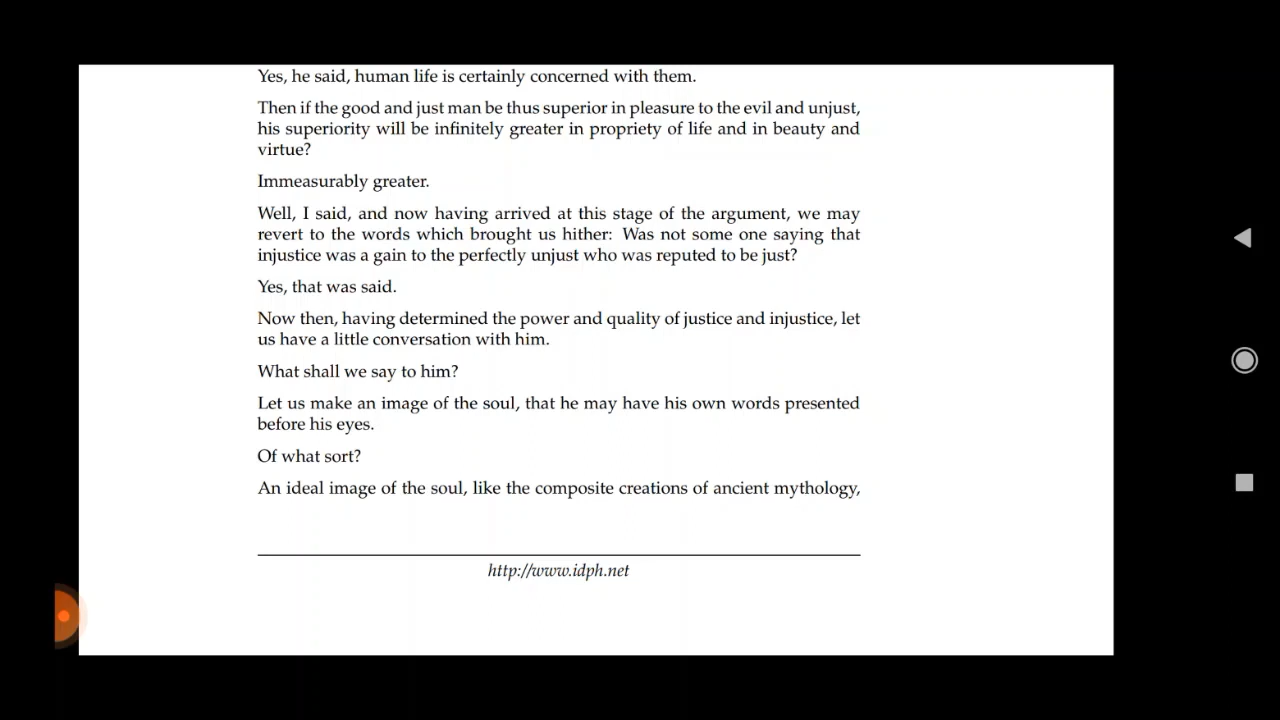 Yes, he said, human life is certainly concerned with them.
Then if the good and just man be thus superior in pleasure to the evil and unjust,
his superiority will be infinitely greater in propriety of life and in beauty and
virtue?
Immeasurably greater.
Well, I said, and now having arrived at this stage of the argument, we may
revert to the words which brought us hither: Was not some one saying that
injustice was a gain to the perfectly unjust who was reputed to be just?
Yes, that was said.
Now then, having determined the power and quality of justice and injustice, let
us have a little conversation with him.
What shall we say to him?
Let us make an image of the soul, that he may have his own words presented
before his eyes.
Of what sort?
An ideal image of the soul, like the composite creations of ancient mythology,
http://www.idph.net